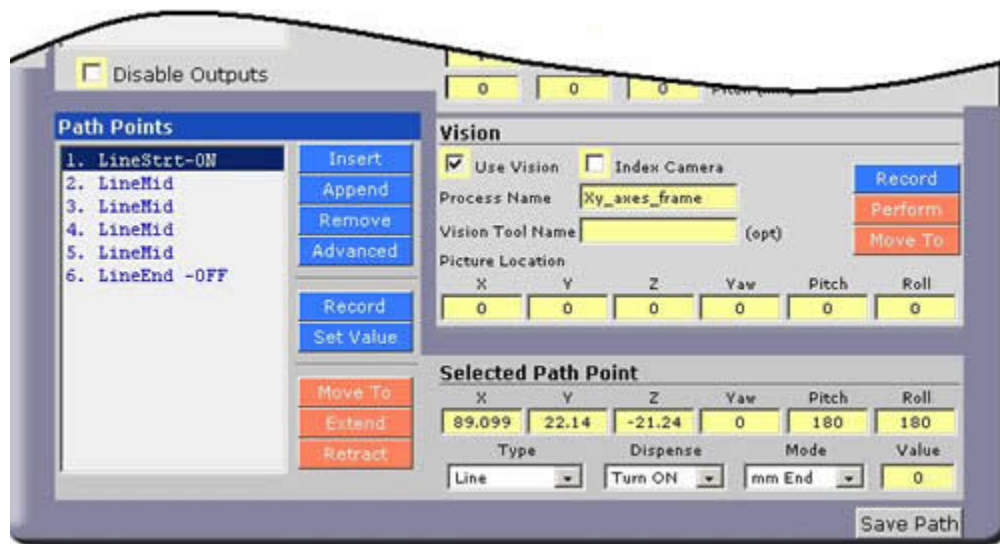 Disable Outputs
0 0 0
Path Points
1. LineStrt-ON
2. LineMid
3. LineMid
4. LineMid
5. LineMid
6. LineEnd -OFF
Insert
Append
Remove
Advanced
Record
Set Value
Move To
Extend
Retract
Vision
Use Vision Index Camera
Process Name Xy_axes_frame
Vision Tool Name (opt)
Record
Perform
Move To
Picture Location
X Y Z Yaw Pitch Roll
0 0 0 0 0 0
Selected Path Point
X Y Z Yaw Pitch Roll
89.099 22.14 -21.24 0 180 180
Type Dispense Mode Value
Line Turn ON mm End 0
Save Path